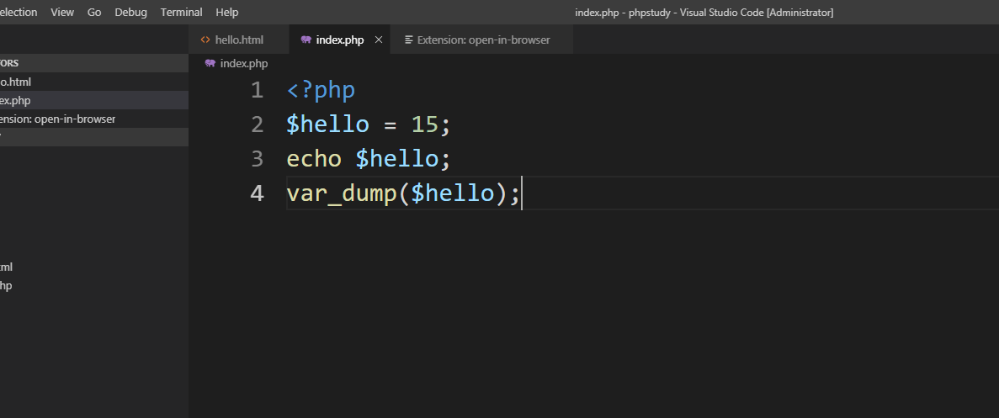 election View Go Debug Terminal Help index.php - phpstudy - Visual Studio Code [Administrator]
hello.html index.php Extension: open-in-browser
ORS
index.php
o.html
ex.php
ension: open-in-browser
1 <?php
2 $hello = 15;
3 echo $hello;
4 var_dump($hello);
ml
hp